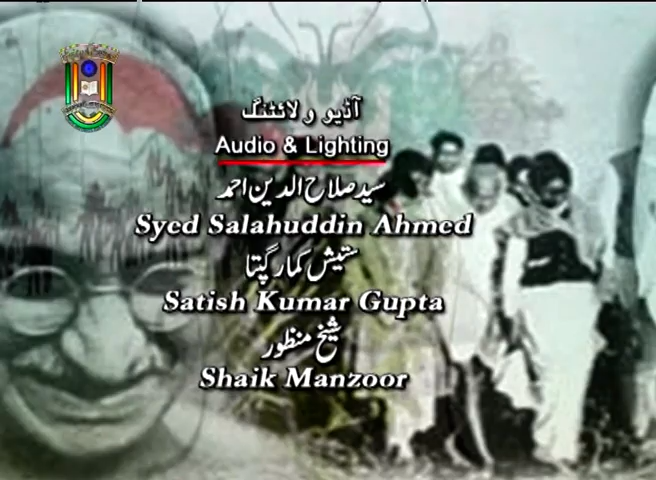 آڈیو و لائٹنگ
Audio & Lighting
سید صلاح الدین احمد
Syed Salahuddin Ahmed
ستیش کمار گپتا
Satish Kumar Gupta
شیخ منظور
Shaik Manzoor